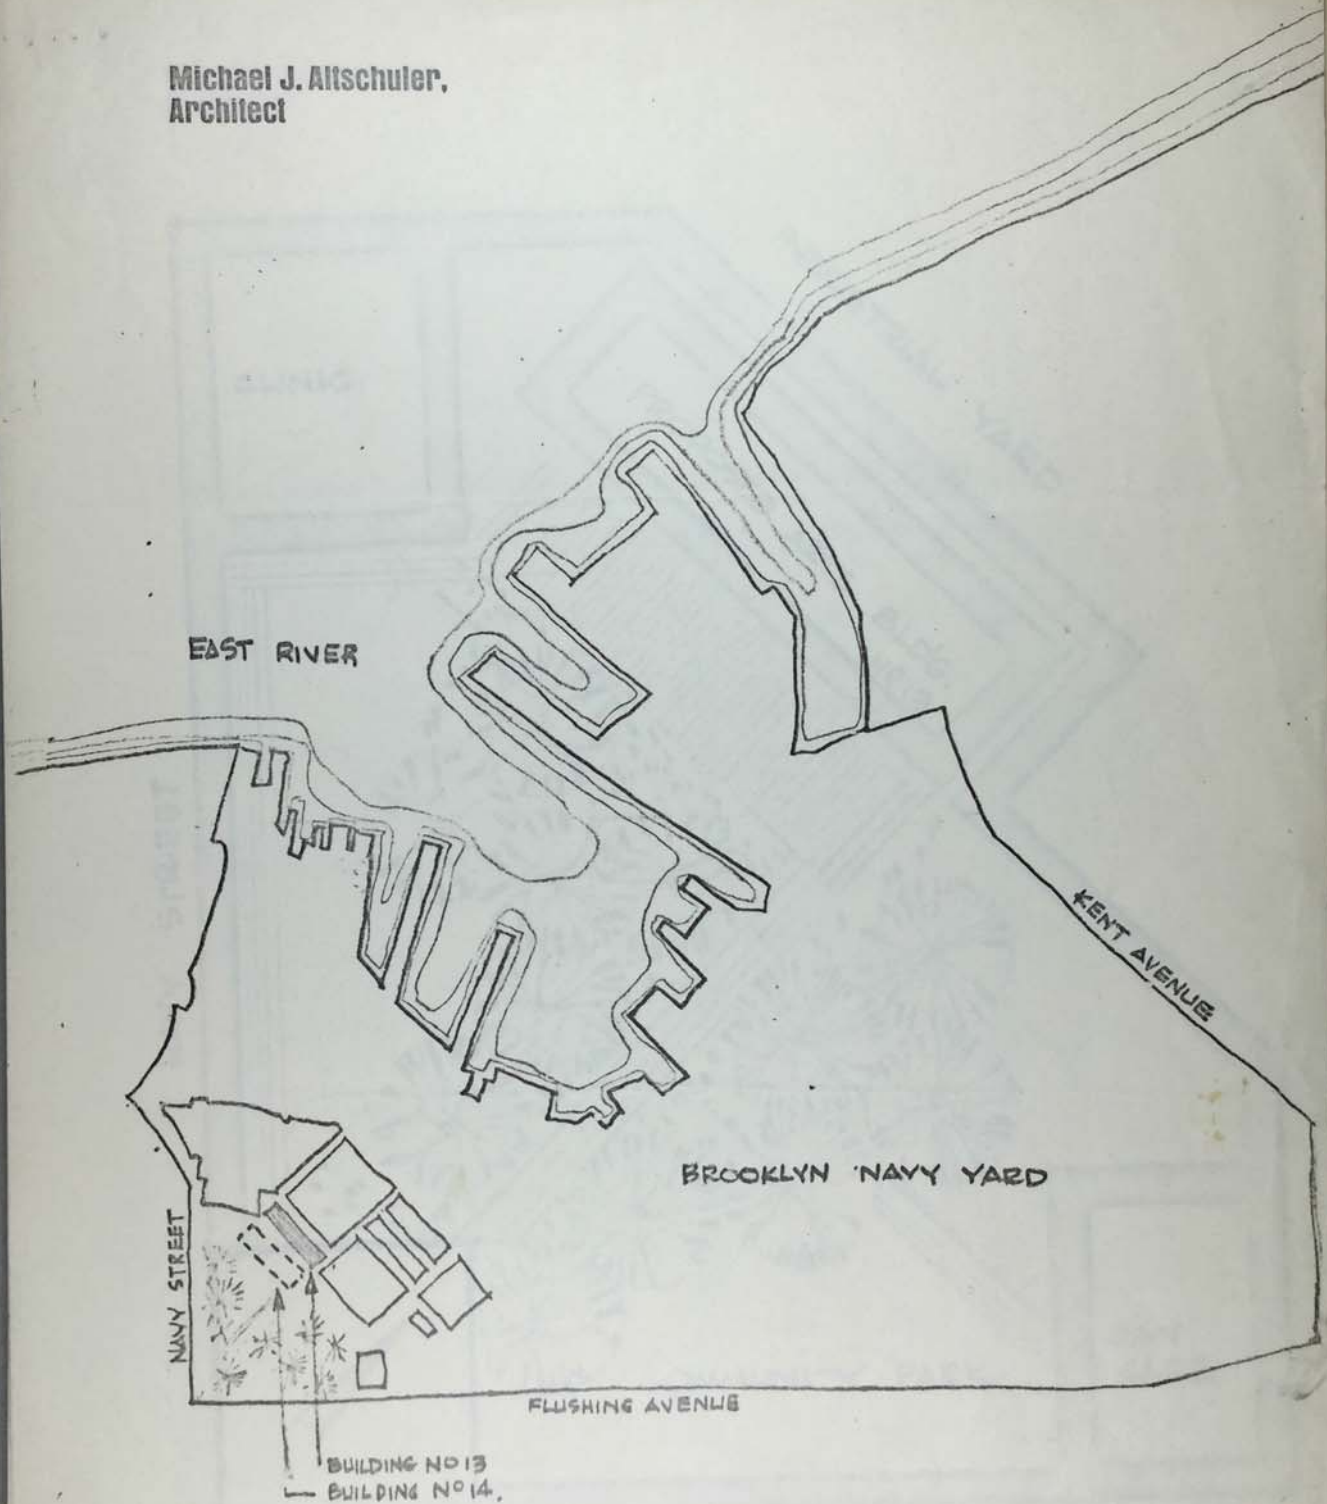 Michael J. Altschuler,
Architect
EAST RIVER
KENT AVENUE
BROOKLYN NAVY YARD
NAVY STREET
FLUSHING AVENUE
BUILDING NO 13
BUILDING NO 14.